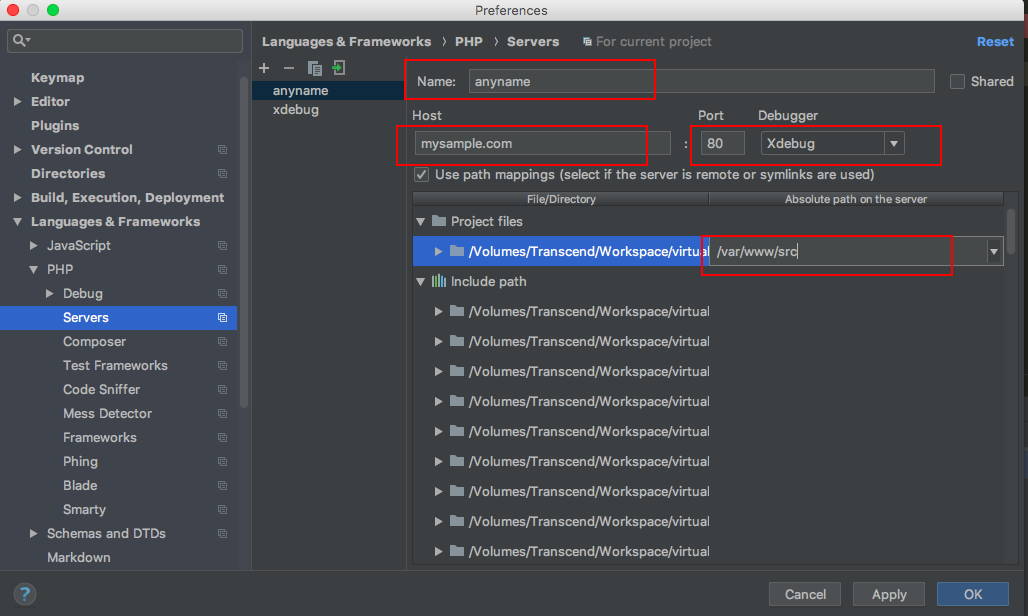 Preferences
Keymap
Editor
Plugins
Version Control
Directories
Build, Execution, Deployment
Languages & Frameworks
JavaScript
PHP
Debug
Servers
Composer
Test Frameworks
Code Sniffer
Mess Detector
Frameworks
Phing
Blade
Smarty
Schemas and DTDs
Markdown
Languages & Frameworks › PHP › Servers For current project Reset
anyname
xdebug
Name: anyname Shared
Host Port Debugger
mysample.com : 80 Xdebug
Use path mappings (select if the server is remote or symlinks are used)
File/Directory Absolute path on the server
Project files
/Volumes/Transcend/Workspace/virtual /var/www/src
Include path
/Volumes/Transcend/Workspace/virtual
/Volumes/Transcend/Workspace/virtual
/Volumes/Transcend/Workspace/virtual
/Volumes/Transcend/Workspace/virtual
/Volumes/Transcend/Workspace/virtual
/Volumes/Transcend/Workspace/virtual
/Volumes/Transcend/Workspace/virtual
/Volumes/Transcend/Workspace/virtual
/Volumes/Transcend/Workspace/virtual
? Cancel Apply OK